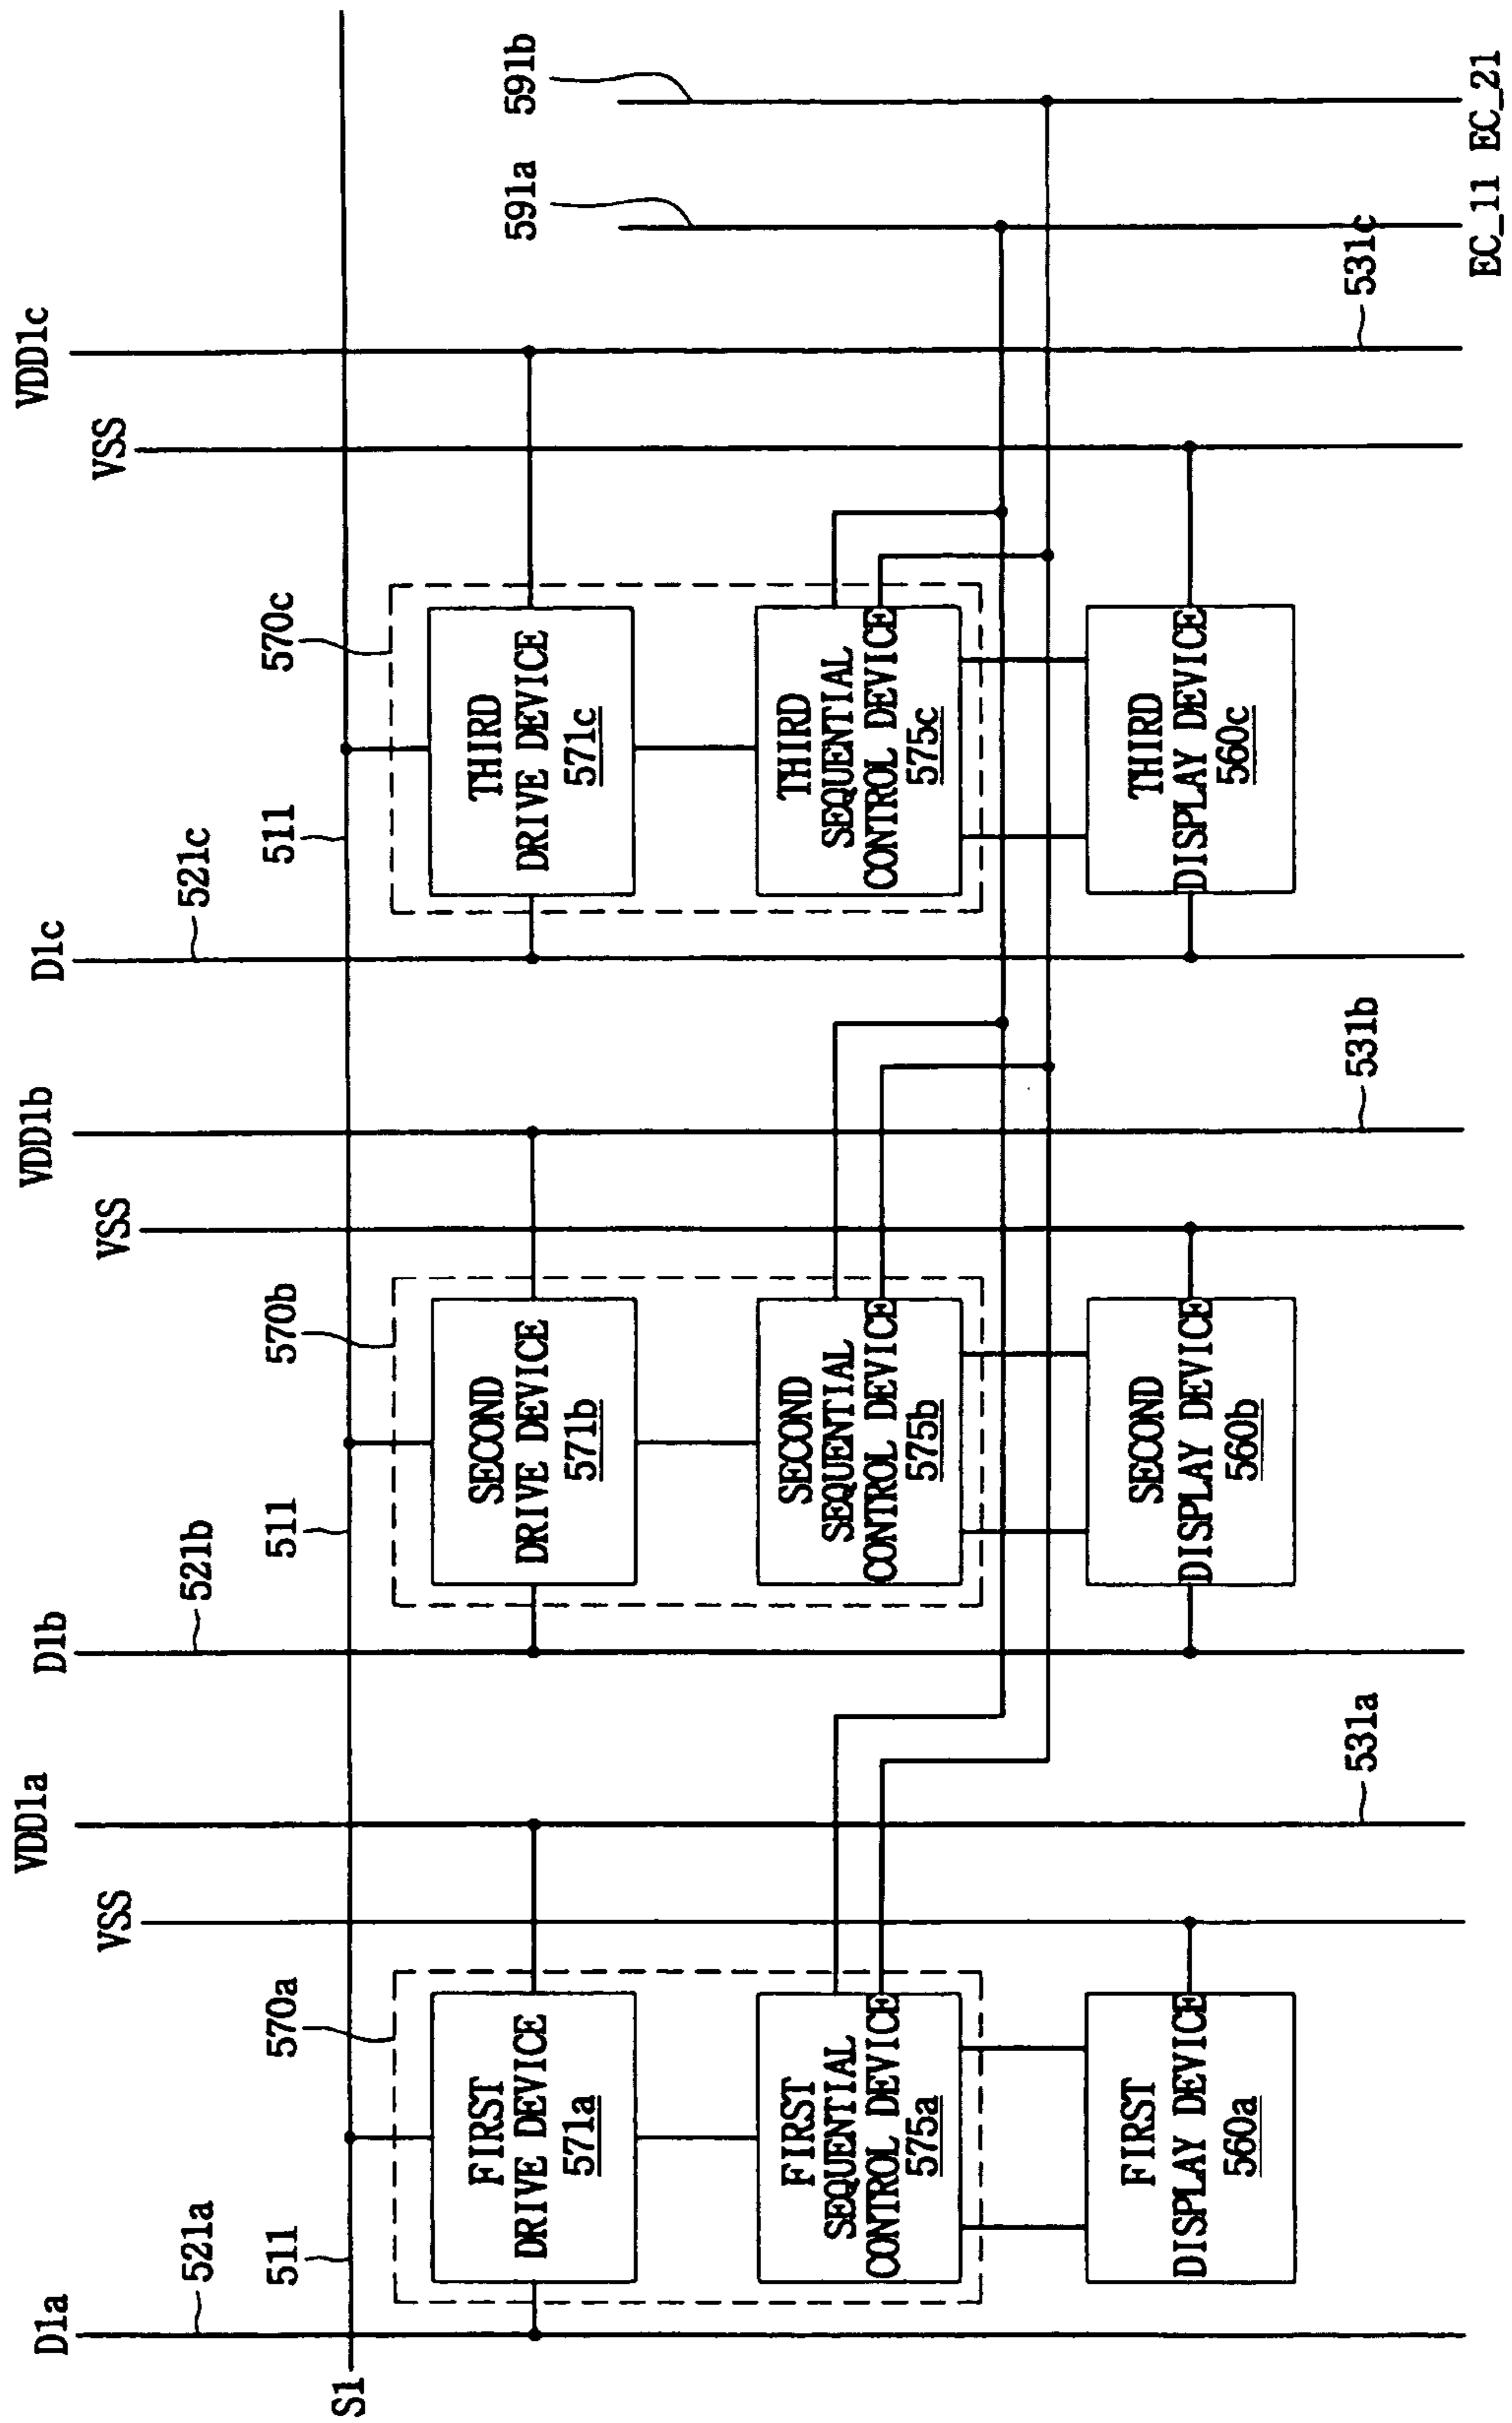 D1a
521a
VSS
VDD1a
D1b
521b
VSS
VDD1b
D1c
521c
VSS
VDD1c
S1
511
570a
511
570b
511
570c
FIRST
DRIVE DEVICE
571a
SECOND
DRIVE DEVICE
571b
THIRD
DRIVE DEVICE
571c
591a
591b
FIRST
SEQUENTIAL
CONTROL DEVICE
575a
SECOND
SEQUENTIAL
CONTROL DEVICE
575b
THIRD
SEQUENTIAL
CONTROL DEVICE
575c
FIRST
DISPLAY DEVICE
560a
SECOND
DISPLAY DEVICE
560b
THIRD
DISPLAY DEVICE
560c
531a
531b
531c
EC_11 EC_21